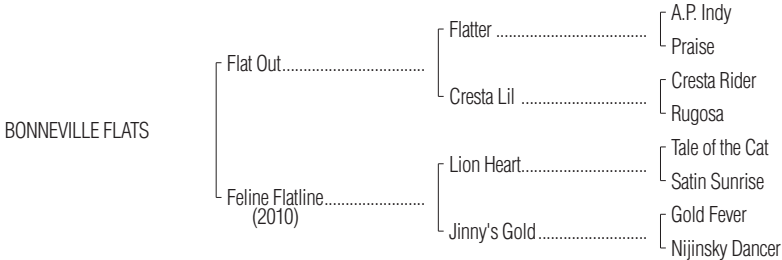 A.P. Indy
Flatter ..................................
Praise
Flat Out.................................
Cresta Rider
Cresta Lil .............................
Rugosa
BONNEVILLE FLATS
Tale of the Cat
Lion Heart.............................
Satin Sunrise
Feline Flatline.......................
(2010)
Gold Fever
Jinny's Gold .........................
Nijinsky Dancer